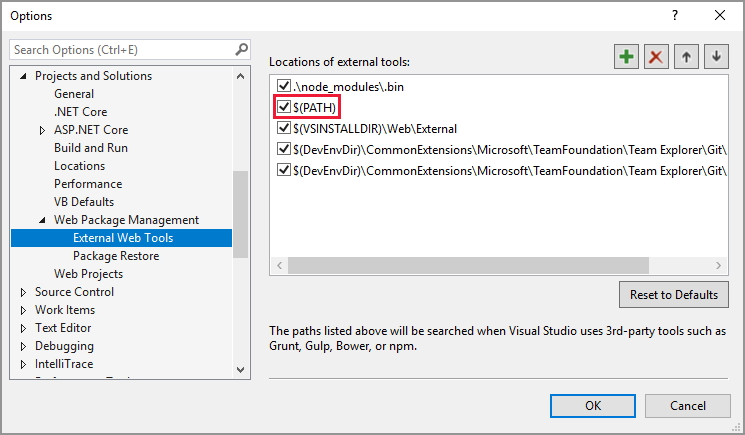 Options
Search Options (Ctrl+E)
Projects and Solutions
General
.NET Core
ASP.NET Core
Build and Run
Locations
Performance
VB Defaults
Web Package Management
External Web Tools
Package Restore
Web Projects
Source Control
Work Items
Text Editor
Debugging
IntelliTrace
Locations of external tools:
.\node_modules\.bin
$(PATH)
$(VSINSTALLDIR)\Web\External
$(DevEnvDir)\CommonExtensions\Microsoft\TeamFoundation\Team Explorer\Git\
$(DevEnvDir)\CommonExtensions\Microsoft\TeamFoundation\Team Explorer\Git\
Reset to Defaults
The paths listed above will be searched when Visual Studio uses 3rd-party tools such as
Grunt, Gulp, Bower, or npm.
OK
Cancel